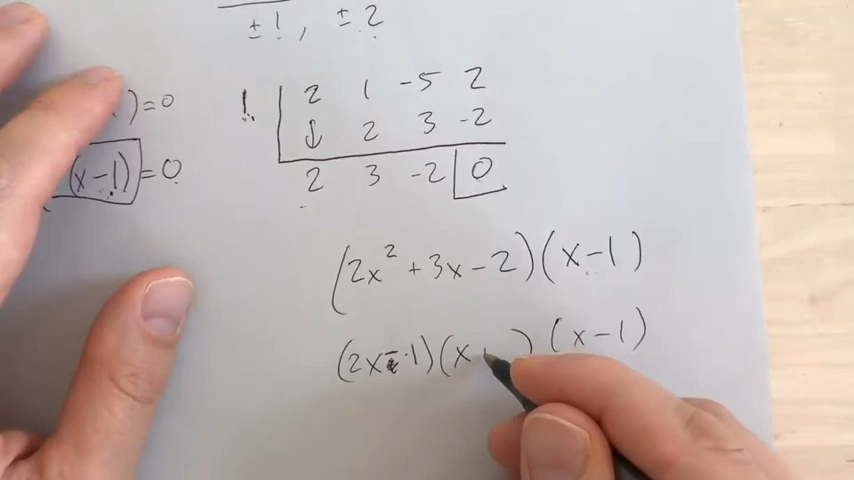 ±1, ±2
)=0
1 2 1 -5 2
↓ 2 3 -2
(x-1)=0
2 3 -2 0
(2x² + 3x - 2)(x - 1)
(2x - 1)(x ) (x - 1)